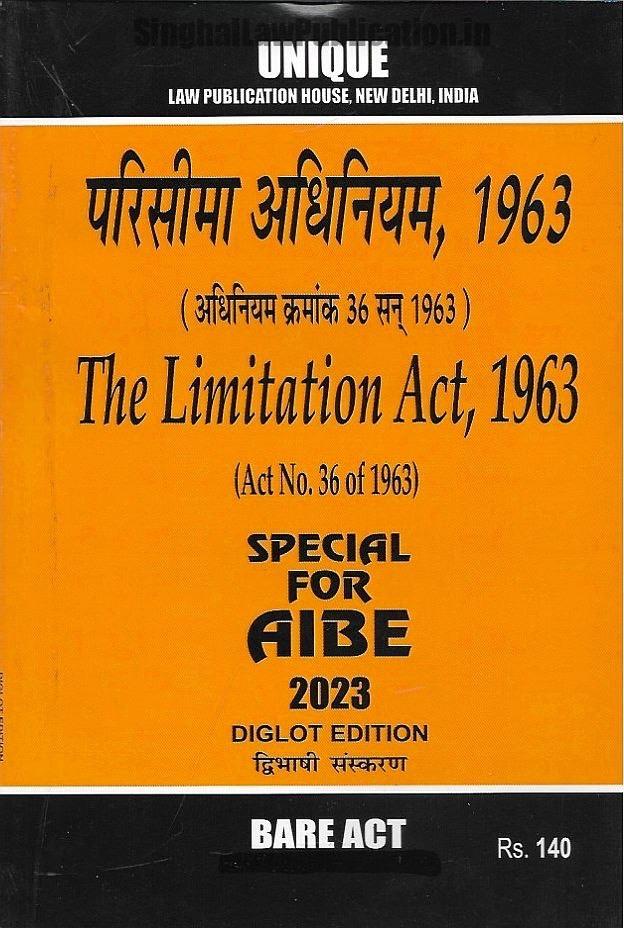 SinghalLawPublication.in
UNIQUE
LAW PUBLICATION HOUSE, NEW DELHI, INDIA
परिसीमा अधिनियम, 1963
( अधिनियम क्रमांक 36 सन् 1963 )
The Limitation Act, 1963
(Act No. 36 of 1963)
SPECIAL
FOR
AIBE
2023
DIGLOT EDITION
द्विभाषी संस्करण
DIGLOT EDITION
BARE ACT
Rs. 140